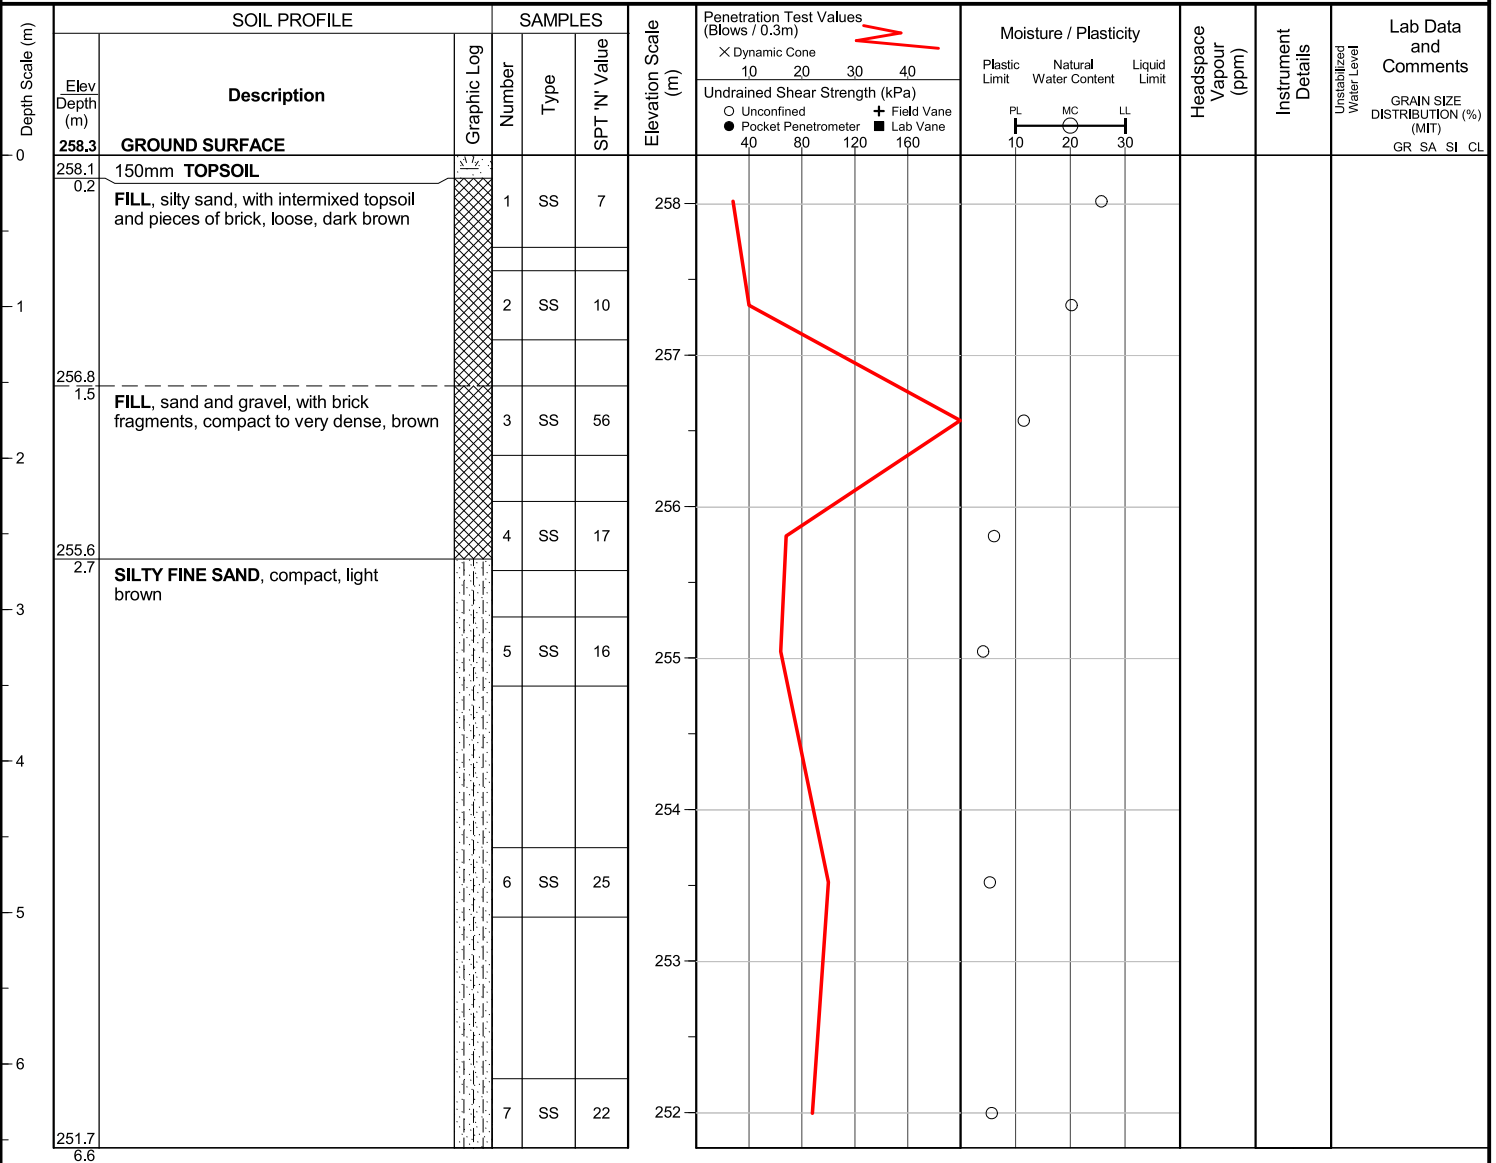 SOIL PROFILE
SAMPLES
Depth Scale (m)
Elev
Depth
(m)
Description
Graphic Log
Number
Type
SPT 'N' Value
Elevation Scale
(m)
Penetration Test Values
(Blows / 0.3m)
× Dynamic Cone
10 20 30 40
Undrained Shear Strength (kPa)
Unconfined
Field Vane
Pocket Penetrometer
Lab Vane
40 80 120 160
Moisture / Plasticity
Plastic
Limit
Natural
Water Content
Liquid
Limit
PL MC LL
10 20 30
Headspace
Vapour
(ppm)
Instrument
Details
Unstabilized
Water Level
Lab Data
and
Comments
GRAIN SIZE
DISTRIBUTION (%)
(MIT)
GR SA SI CL
258.3 GROUND SURFACE
0
258.1 150mm TOPSOIL
0.2
FILL, silty sand, with intermixed topsoil
and pieces of brick, loose, dark brown
1 SS 7
258
1
2 SS 10
257
256.8
1.5
FILL, sand and gravel, with brick
fragments, compact to very dense, brown
3 SS 56
2
256
4 SS 17
255.6
2.7
SILTY FINE SAND, compact, light
brown
3
5 SS 16
255
4
254
6 SS 25
5
253
6
7 SS 22
252
251.7
6.6